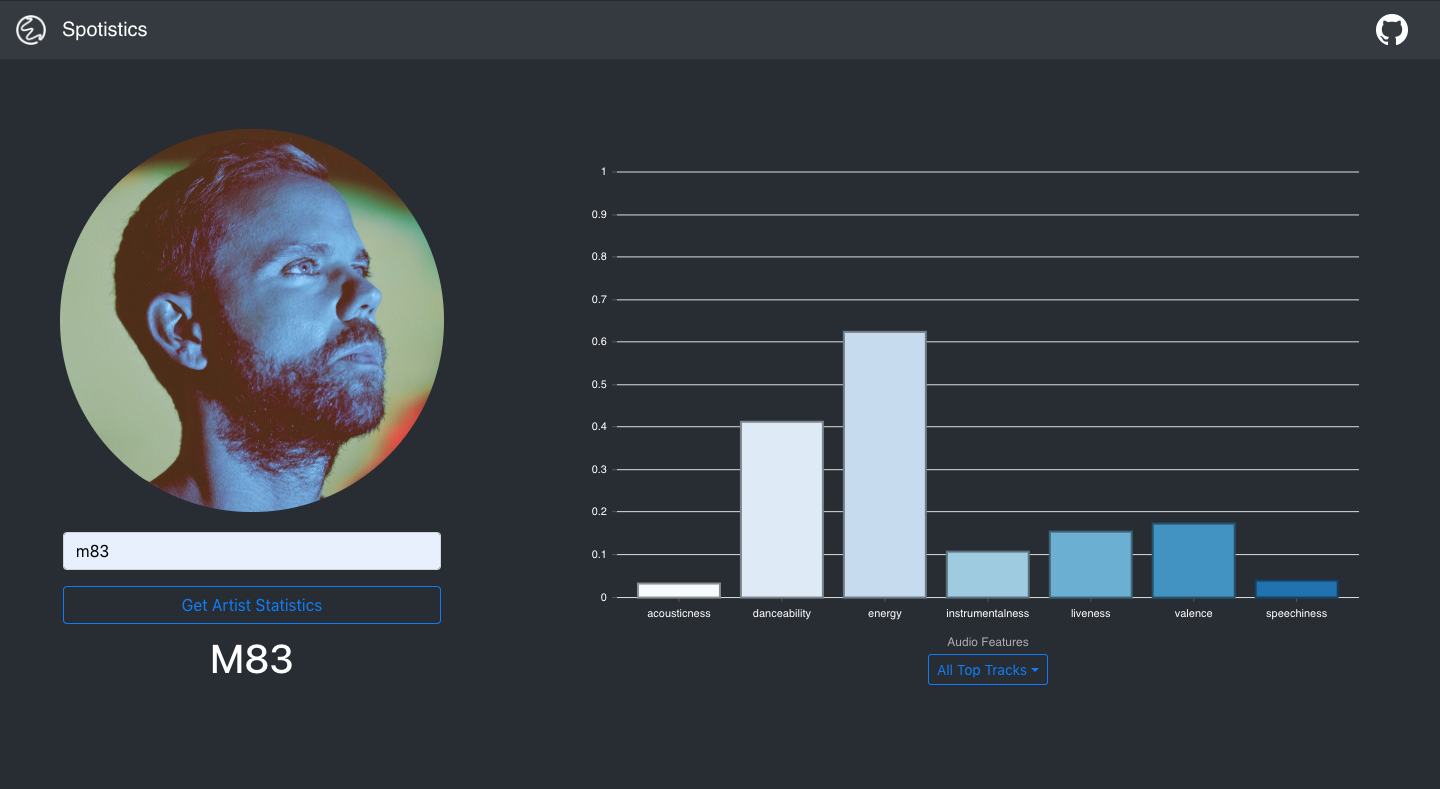 Spotistics
m83
Get Artist Statistics
M83
1
0.9
0.8
0.7
0.6
0.5
0.4
0.3
0.2
0.1
0
acousticness danceability energy instrumentalness liveness valence speechiness
Audio Features
All Top Tracks